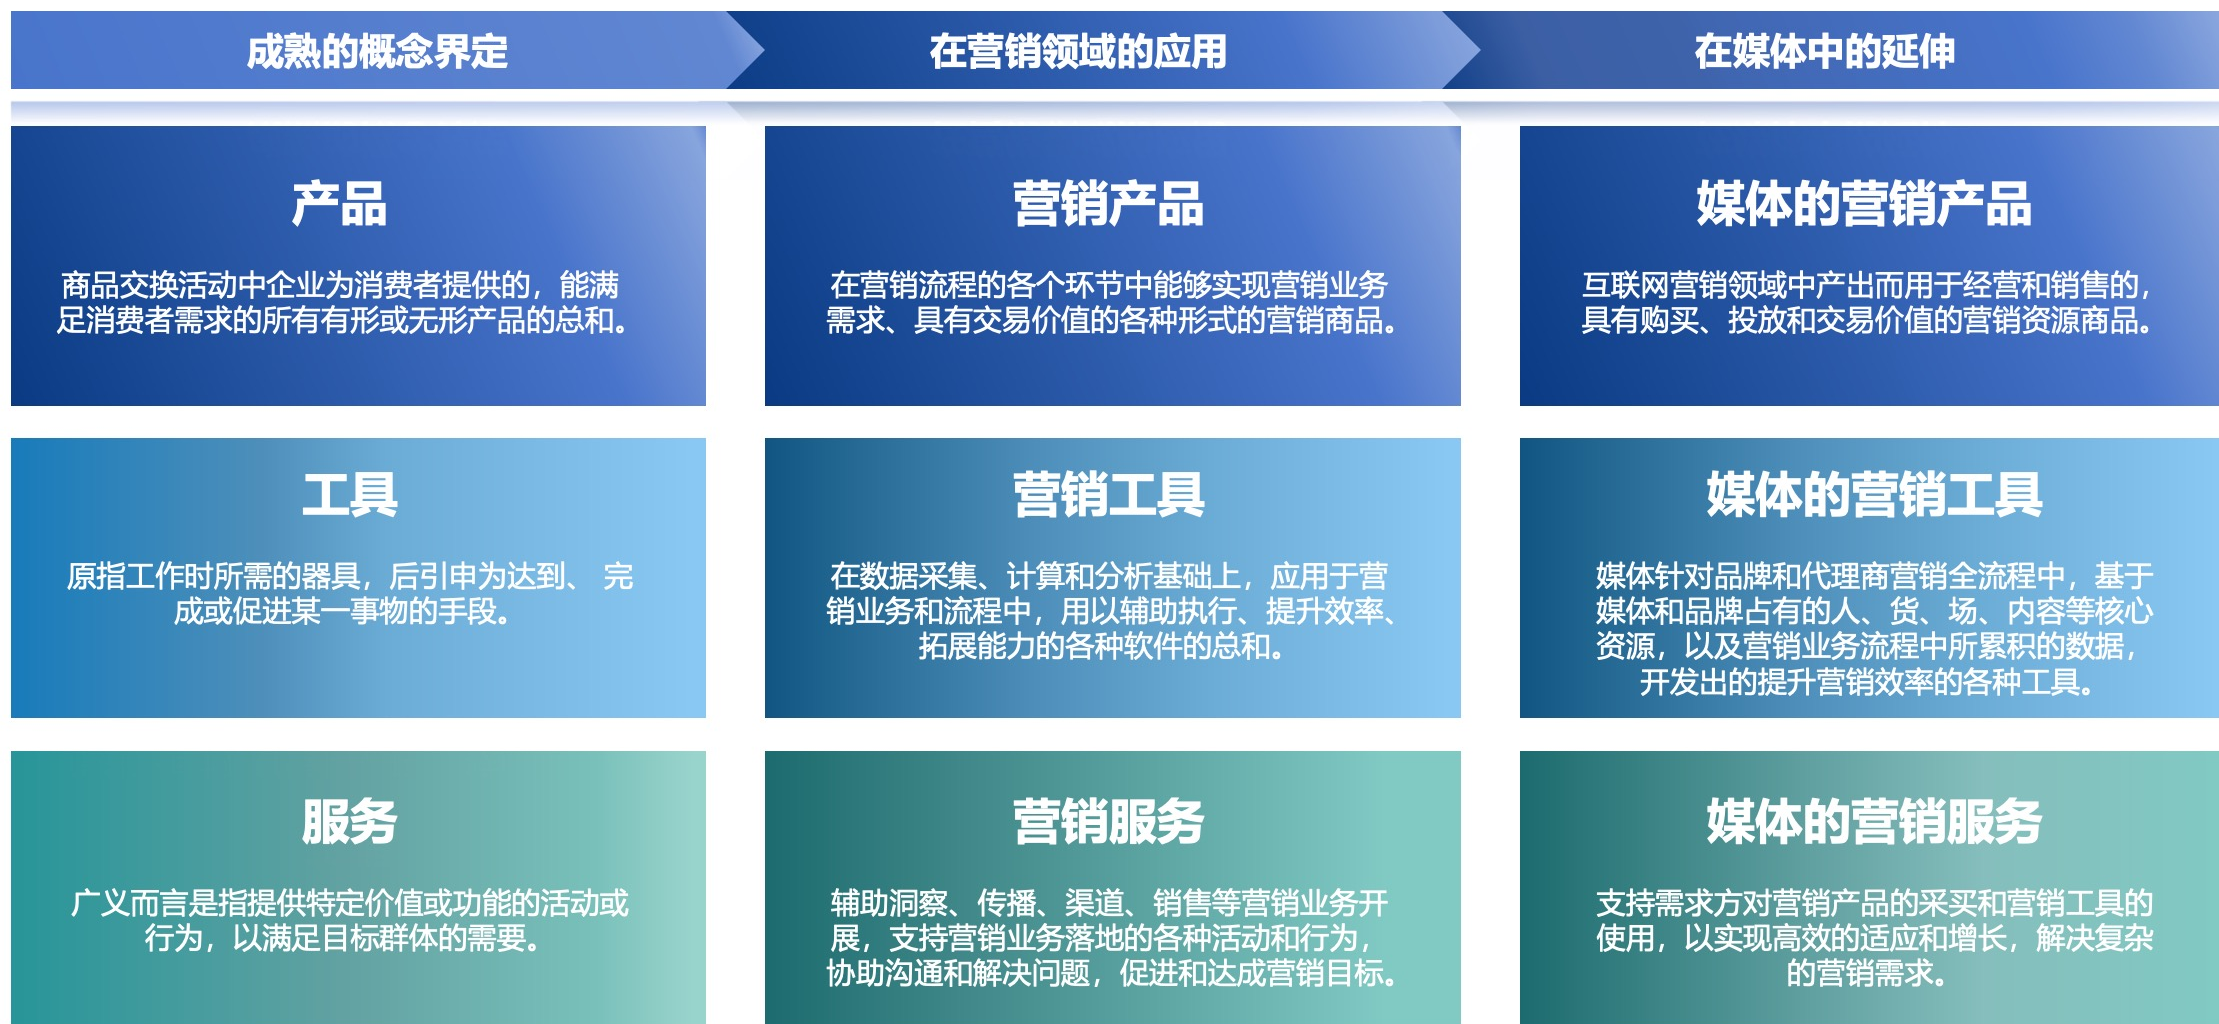 成熟的概念界定
在营销领域的应用
在媒体中的延伸
产品
商品交换活动中企业为消费者提供的，能满
足消费者需求的所有有形或无形产品的总和。
营销产品
在营销流程的各个环节中能够实现营销业务
需求、具有交易价值的各种形式的营销商品。
媒体的营销产品
互联网营销领域中产出而用于经营和销售的，
具有购买、投放和交易价值的营销资源商品。
工具
原指工作时所需的器具，后引申为达到、 完
成或促进某一事物的手段。
营销工具
在数据采集、计算和分析基础上，应用于营
销业务和流程中，用以辅助执行、提升效率、
拓展能力的各种软件的总和。
媒体的营销工具
媒体针对品牌和代理商营销全流程中，基于
媒体和品牌占有的人、货、场、内容等核心
资源，以及营销业务流程中所累积的数据，
开发出的提升营销效率的各种工具。
服务
广义而言是指提供特定价值或功能的活动或
行为，以满足目标群体的需要。
营销服务
辅助洞察、传播、渠道、销售等营销业务开
展，支持营销业务落地的各种活动和行为，
协助沟通和解决问题，促进和达成营销目标。
媒体的营销服务
支持需求方对营销产品的采买和营销工具的
使用，以实现高效的适应和增长，解决复杂
的营销需求。